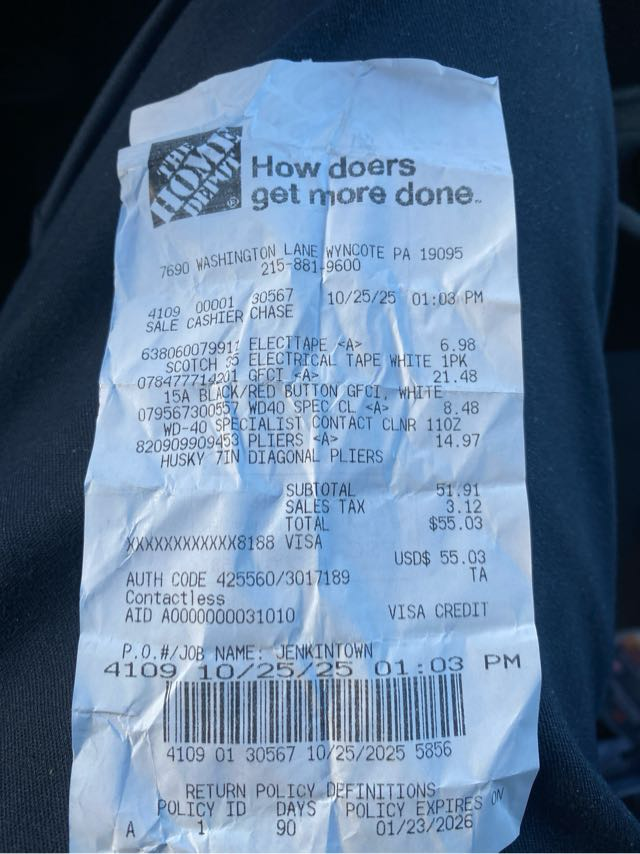 THE
HOME
DEPOT
How doers
get more done.
7690 WASHINGTON LANE WYNCOTE PA 19095
215-881-9600
4109 00001 30567 10/25/25 01:03 PM
SALE CASHIER CHASE
638060079911 ELECTTAPE <A> 6.98
SCOTCH 35 ELECTRICAL TAPE WHITE 1PK
078477714201 GFCI <A> 21.48
15A BLACK/RED BUTTON GFCI, WHITE
079567300557 WD40 SPEC CL <A> 8.48
WD-40 SPECIALIST CONTACT CLNR 11OZ
820909909453 PLIERS <A> 14.97
HUSKY 7IN DIAGONAL PLIERS
SUBTOTAL 51.91
SALES TAX 3.12
TOTAL $55.03
XXXXXXXXXXXX8188 VISA
USD$ 55.03
AUTH CODE 425560/3017189 TA
Contactless
AID A0000000031010 VISA CREDIT
P.O.#/JOB NAME: JENKINTOWN
4109 10/25/25 01:03 PM
4109 01 30567 10/25/2025 5856
RETURN POLICY DEFINITIONS
POLICY ID DAYS POLICY EXPIRES ON
A 1 90 01/23/2026